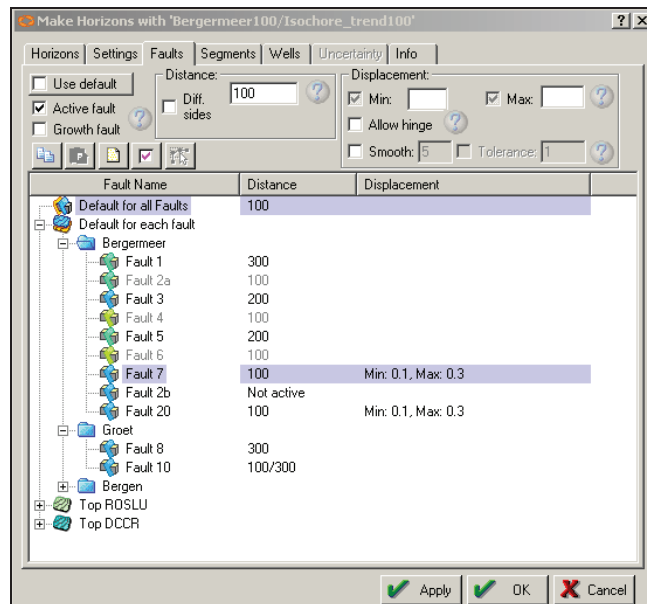 Make Horizons with 'Bergermeer100/Isochore_trend100'
Horizons Settings Faults Segments Wells Uncertainty Info
Use default
Active fault
Growth fault
Distance:
Diff. sides
100
Displacement:
Min: Max:
Allow hinge
Smooth: 5 Tolerance: 1
Fault Name Distance Displacement
Default for all Faults 100
Default for each fault
Bergermeer
Fault 1 300
Fault 2a 100
Fault 3 200
Fault 4 100
Fault 5 200
Fault 6 100
Fault 7 100 Min: 0.1, Max: 0.3
Fault 2b Not active
Fault 20 100 Min: 0.1, Max: 0.3
Groet
Fault 8 300
Fault 10 100/300
Bergen
Top ROSLU
Top DCCR
Apply OK Cancel